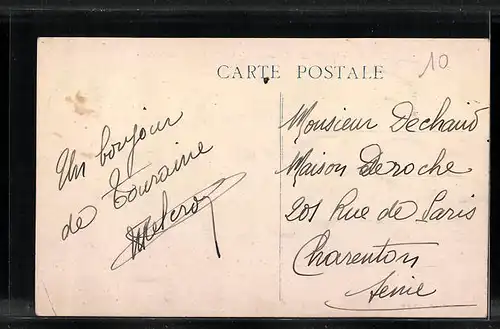 CARTE POSTALE
10
Un bonjour
de Touraine
Monsieur Dechaud
Maison Deroche
201 Rue de Paris
Charenton
Seine